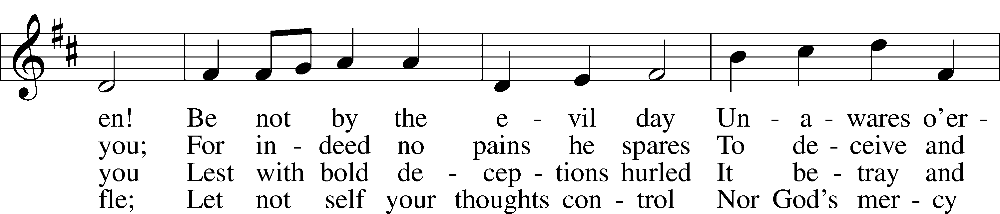 en! Be not by the e - vil day Un - a - wares o’er -
you; For in - deed no pains he spares To de - ceive and
you Lest with bold de - cep - tions hurled It be - tray and
fle; Let not self your thoughts con - trol Nor God’s mer - cy